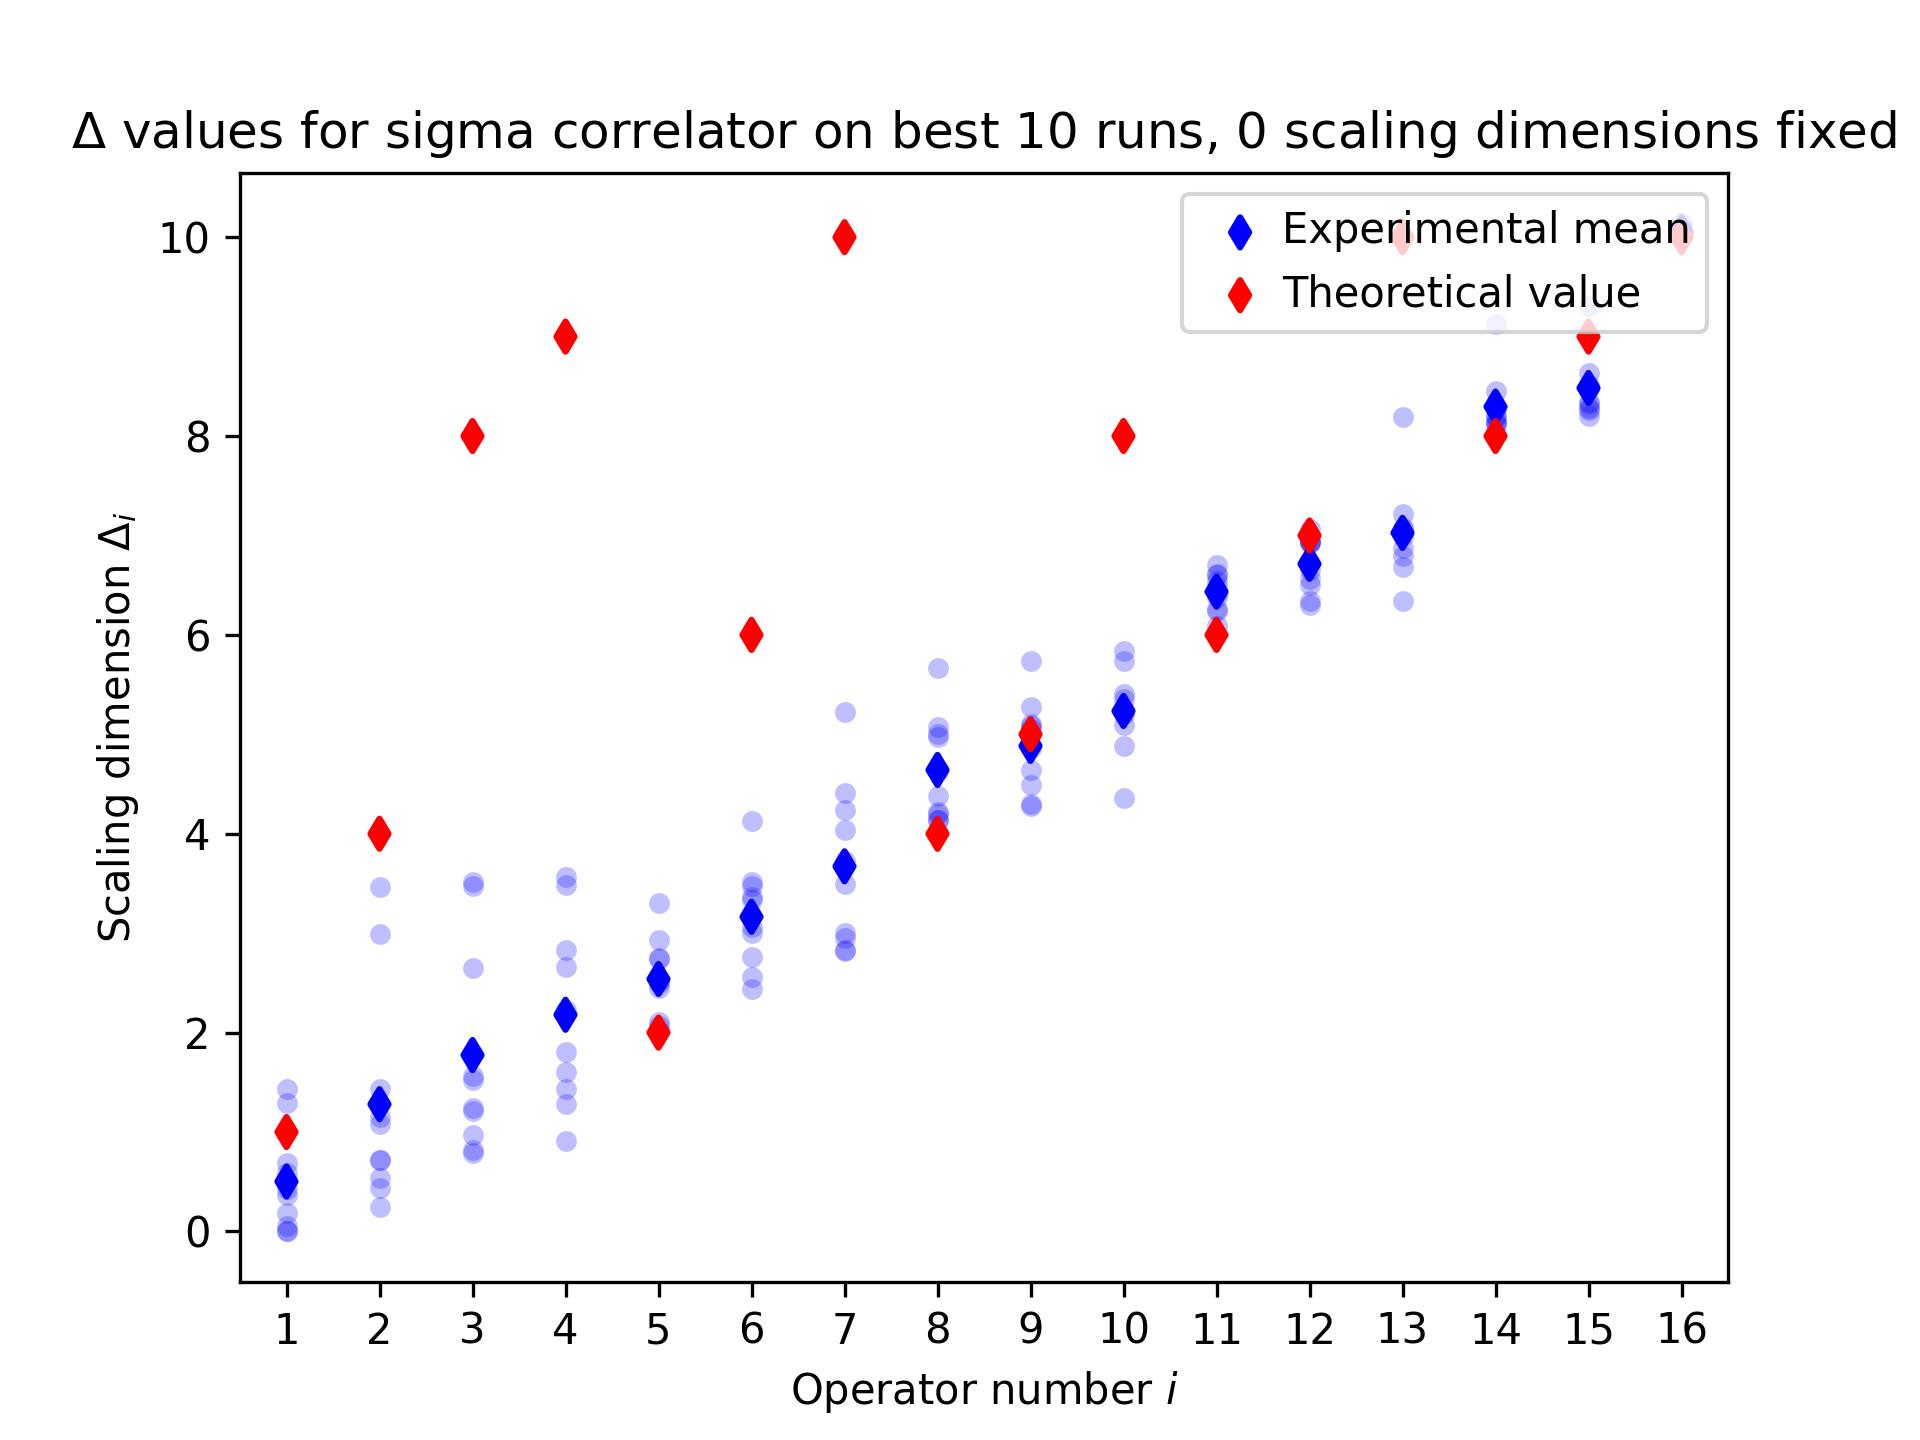 Δ values for sigma correlator on best 10 runs, 0 scaling dimensions fixed
Experimental mean
Theoretical value
10
8
6
4
2
0
Scaling dimension Δi
1 2 3 4 5 6 7 8 9 10 11 12 13 14 15 16
Operator number i